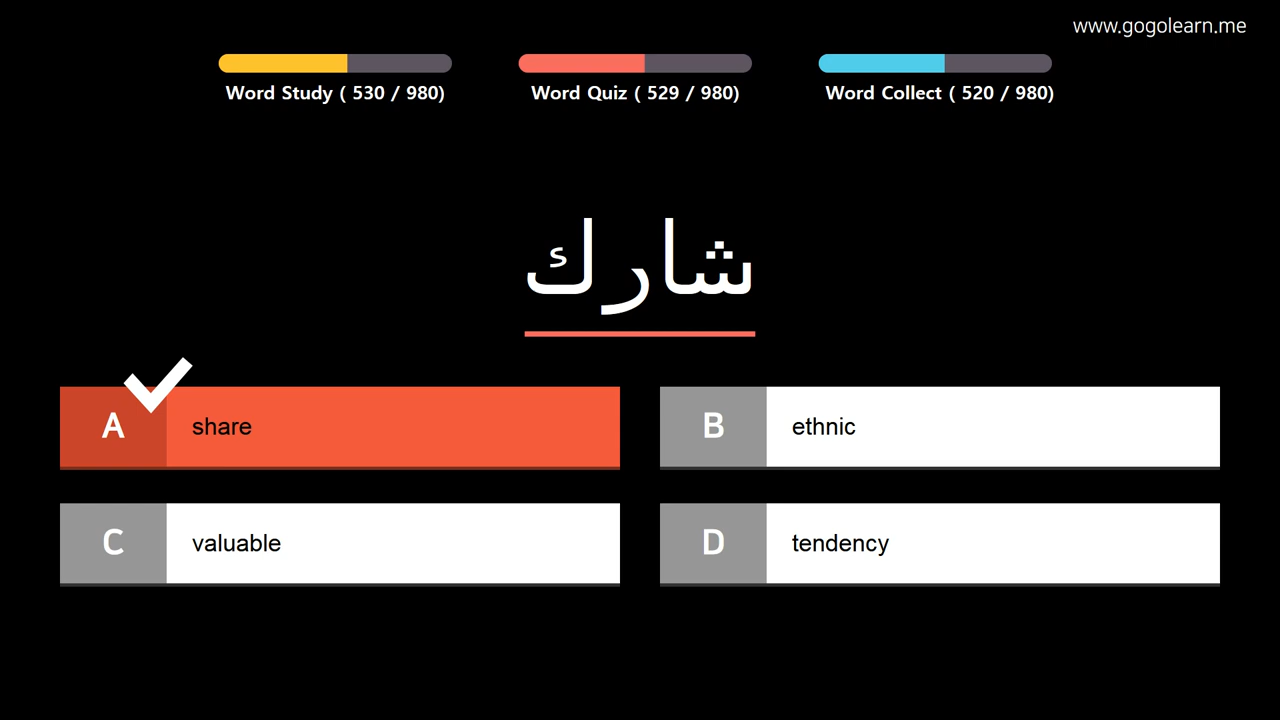 www.gogolearn.me
Word Study ( 530 / 980)
Word Quiz ( 529 / 980)
Word Collect ( 520 / 980)
شارك
A share
B ethnic
C valuable
D tendency